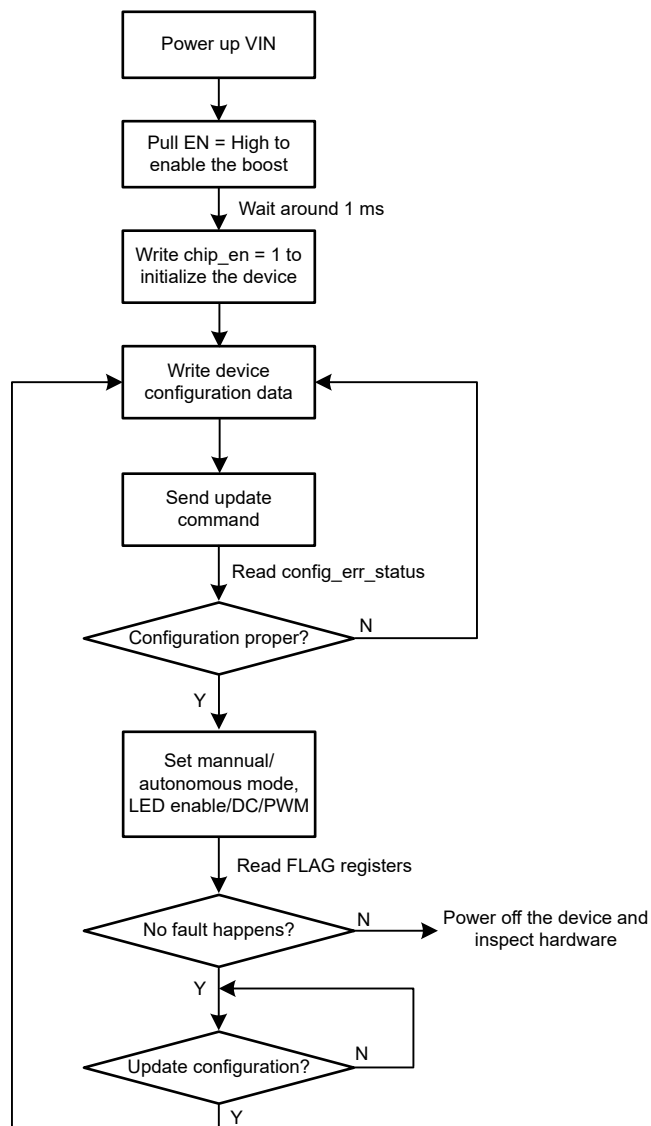 Power up VIN
Pull EN = High to
enable the boost
Wait around 1 ms
Write chip_en = 1 to
initialize the device
Write device
configuration data
Send update
command
Read config_err_status
Configuration proper?
N
Y
Set mannual/
autonomous mode,
LED enable/DC/PWM
Read FLAG registers
No fault happens?
N
Power off the device and
inspect hardware
Y
Update configuration?
N
Y